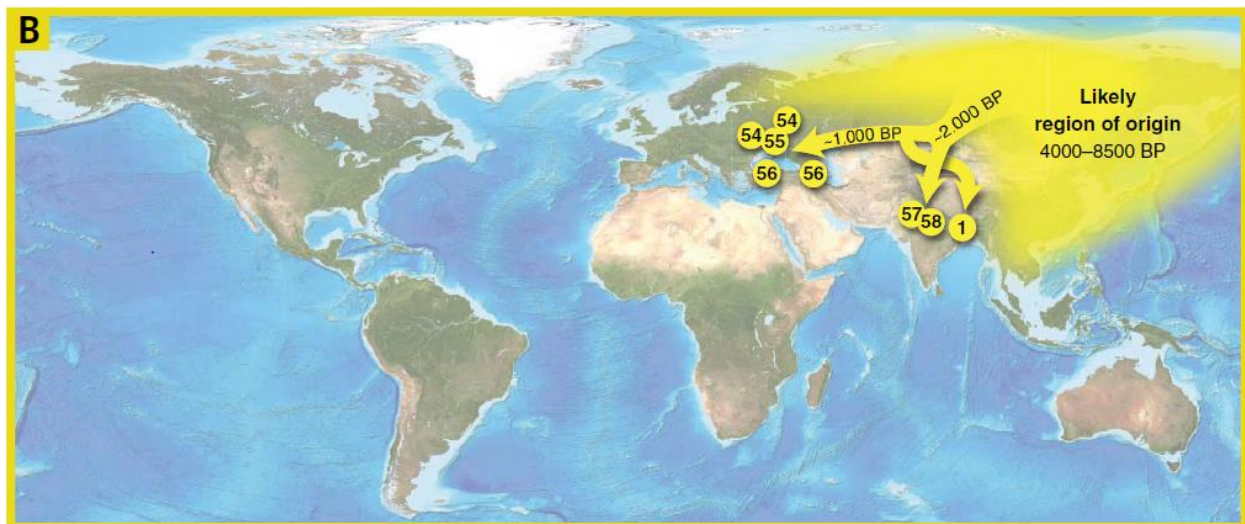 B
Likely
region of origin
4000–8500 BP
~2.000 BP
~1.000 BP
54
54
55
56
56
57
58
1